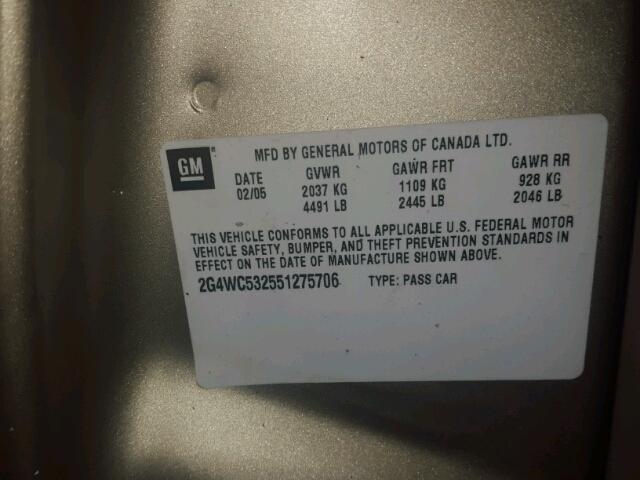 GM
MFD BY GENERAL MOTORS OF CANADA LTD.
DATE GVWR GAWR FRT GAWR RR
02/05 2037 KG 1109 KG 928 KG
4491 LB 2445 LB 2046 LB
THIS VEHICLE CONFORMS TO ALL APPLICABLE U.S. FEDERAL MOTOR
VEHICLE SAFETY, BUMPER, AND THEFT PREVENTION STANDARDS IN
EFFECT ON THE DATE OF MANUFACTURE SHOWN ABOVE.
2G4WC532551275706 TYPE: PASS CAR